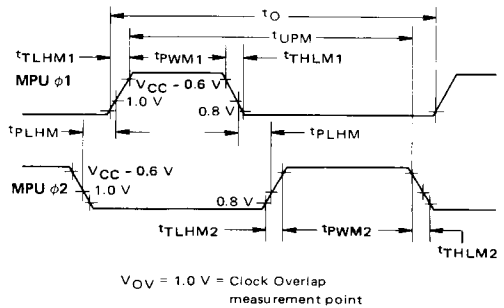 tO
tUPM
tTLHM1 tPWM1 tTHLM1
MPU φ1
VCC - 0.6 V
1.0 V
0.8 V
tPLHM tPLHM
VCC - 0.6 V
MPU φ2
1.0 V
0.8 V
tTLHM2 tPWM2 tTHLM2
VOV = 1.0 V = Clock Overlap
measurement point